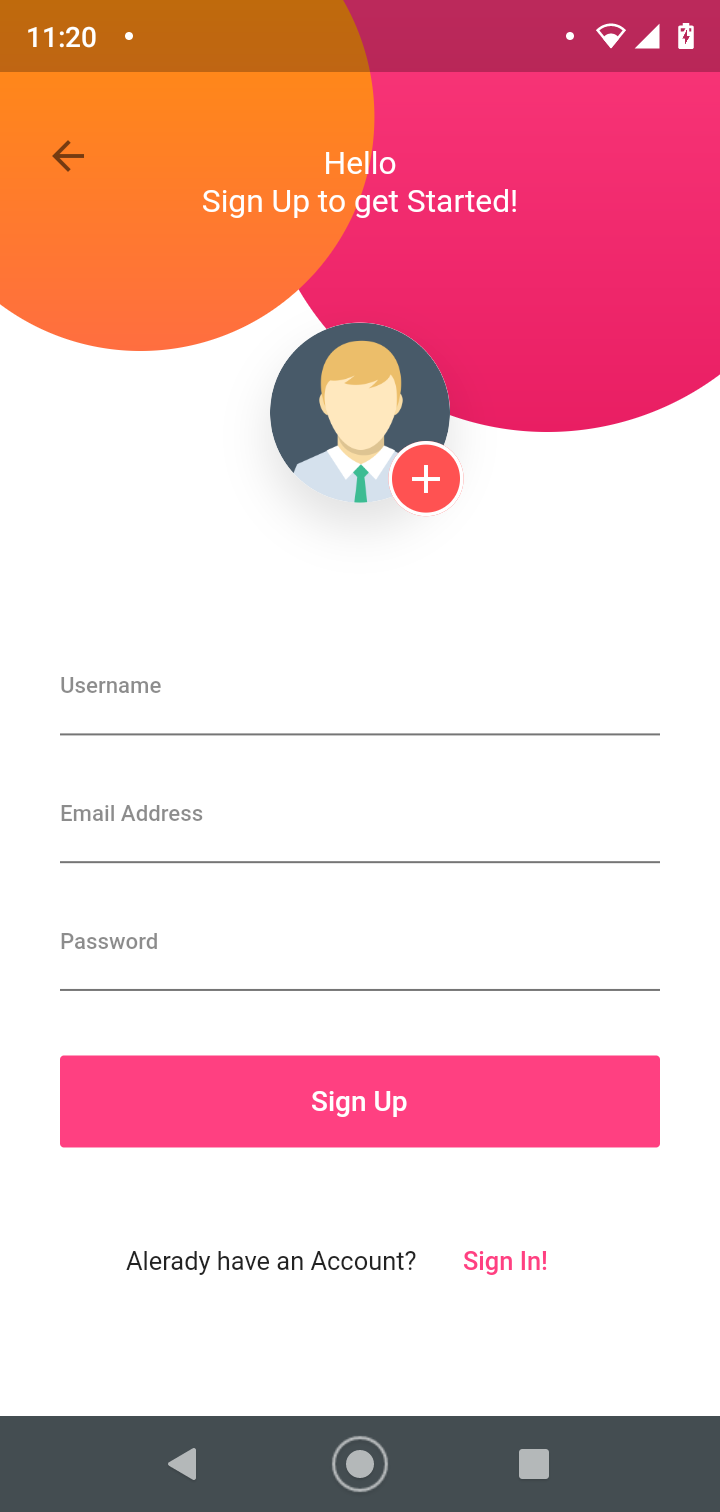 11:20
Hello
Sign Up to get Started!
Username
Email Address
Password
Sign Up
Alerady have an Account? Sign In!